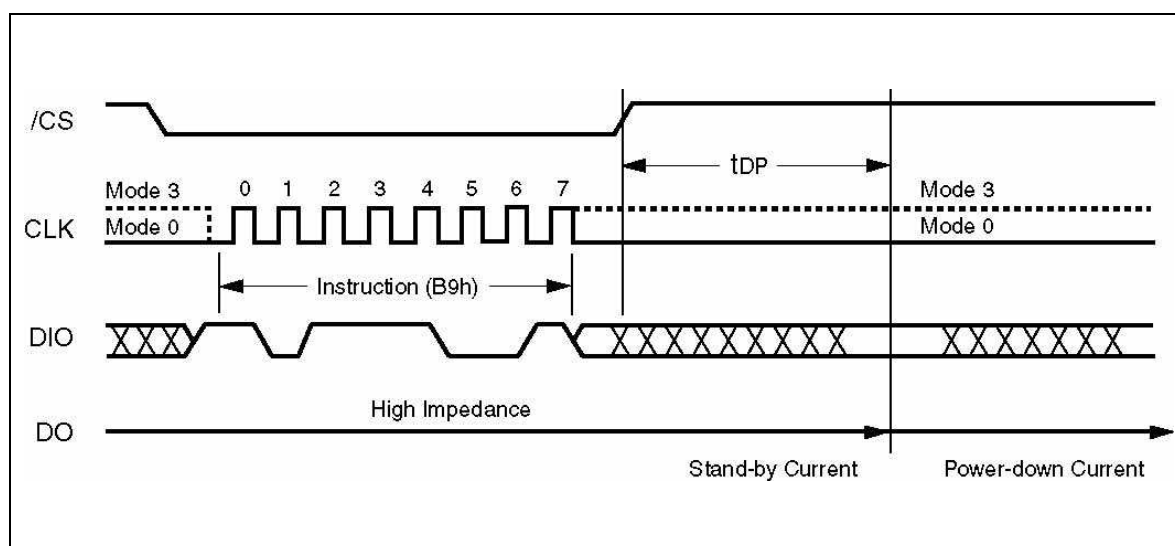 /CS
tDP
Mode 3
0 1 2 3 4 5 6 7
Mode 3
CLK
Mode 0
Mode 0
Instruction (B9h)
DIO
High Impedance
DO
Stand-by Current
Power-down Current